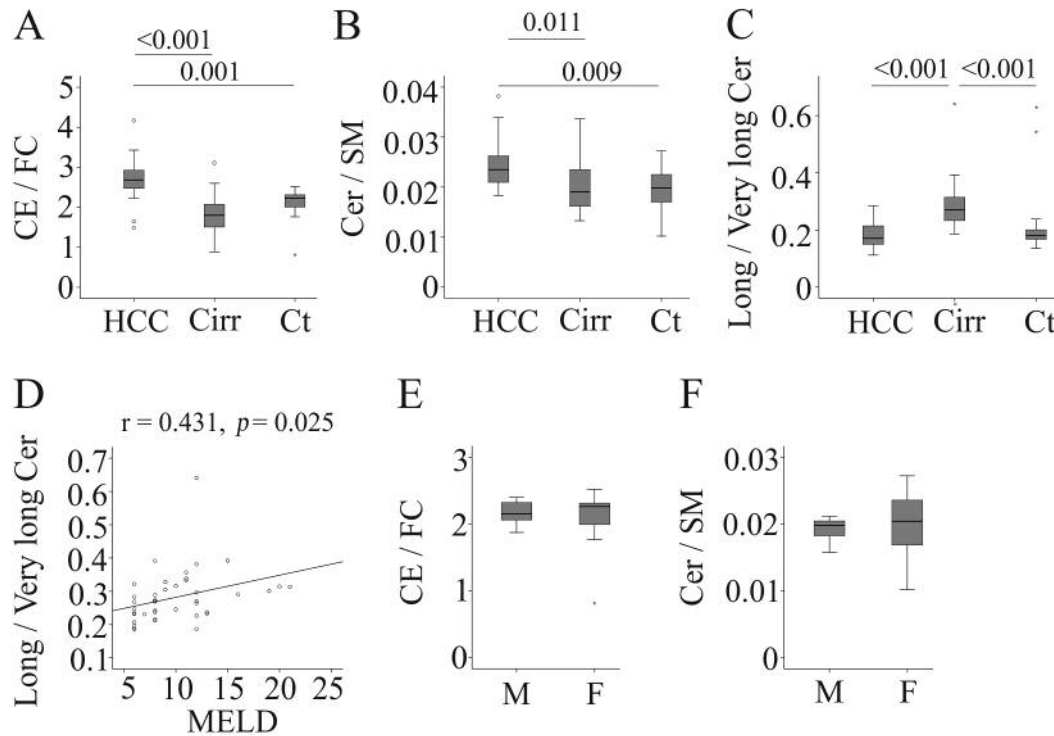 A
<0.001
0.001
5
4
3
2
1
0
CE / FC
HCC Cirr Ct
B
0.011
0.009
0.04
0.03
0.02
0.01
0
Cer / SM
HCC Cirr Ct
C
<0.001 <0.001
0.6
0.4
0.2
0
Long / Very long Cer
HCC Cirr Ct
D
r = 0.431, p= 0.025
0.7
0.6
0.5
0.4
0.3
0.2
0.1
Long / Very long Cer
5 10 15 20 25
MELD
E
3
2
1
0
CE / FC
M F
F
0.03
0.02
0.01
0
Cer / SM
M F